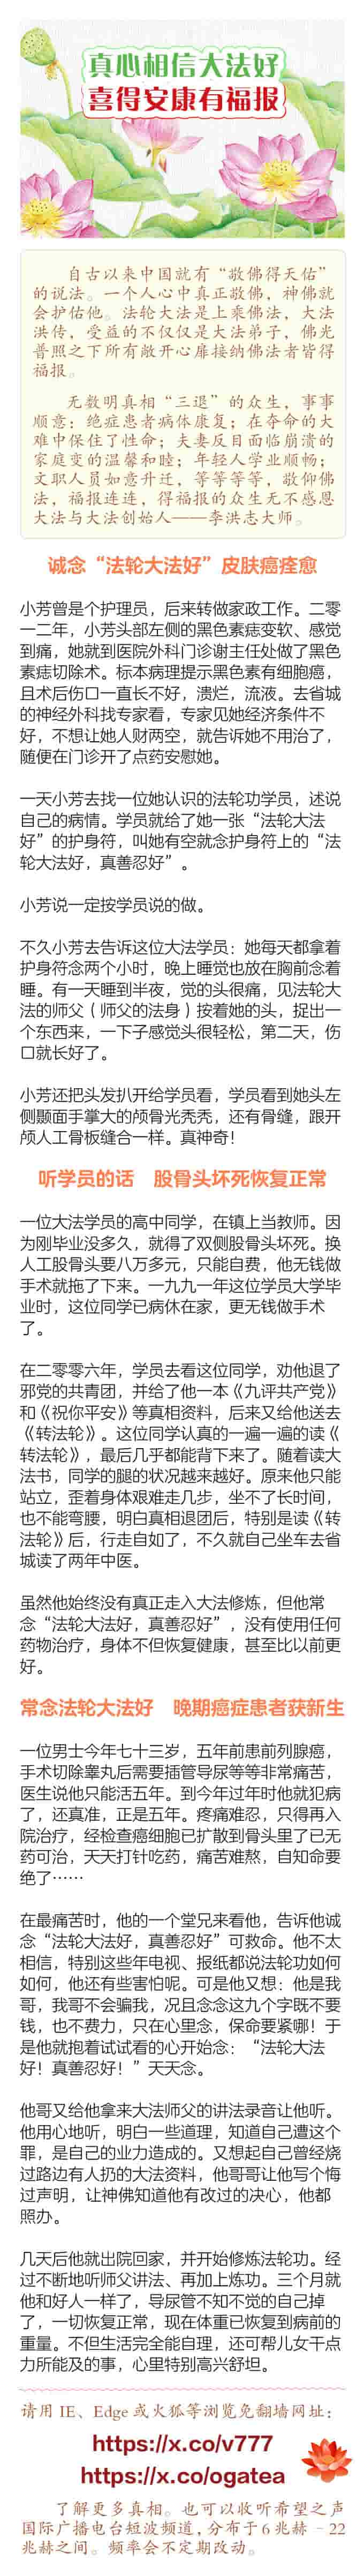 真心相信大法好
喜得安康有福报
自古以来中国就有“敬佛得天佑”
的说法。一个人心中真正敬佛，神佛就
会护佑他。法轮大法是上乘佛法，大法
洪传，受益的不仅仅是大法弟子，佛光
普照之下所有敞开心扉接纳佛法者皆得
福报。
无数明真相“三退”的众生，事事
顺意：绝症患者病体康复；在夺命的大
难中保住了性命；夫妻反目面临崩溃的
家庭变的温馨和睦；年轻人学业顺畅；
文职人员如意升迁，等等等等，敬仰佛
法，福报连连，得福报的众生无不感恩
大法与大法创始人——李洪志大师。
诚念“法轮大法好”皮肤癌痊愈
小芳曾是个护理员，后来转做家政工作。二零
一二年，小芳头部左侧的黑色素痣变软、感觉
到痛，她就到医院外科门诊谢主任处做了黑色
素痣切除术。标本病理提示黑色素有细胞癌，
且术后伤口一直长不好，溃烂，流液。去省城
的神经外科找专家看，专家见她经济条件不
好，不想让她人财两空，就告诉她不用治了，
随便在门诊开了点药安慰她。
一天小芳去找一位她认识的法轮功学员，述说
自己的病情。学员就给了她一张“法轮大法
好”的护身符，叫她有空就念护身符上的“法
轮大法好，真善忍好”。
小芳说一定按学员说的做。
不久小芳去告诉这位大法学员：她每天都拿着
护身符念两个小时，晚上睡觉也放在胸前念着
睡。有一天睡到半夜，觉的头很痛，见法轮大
法的师父（师父的法身）按着她的头，捉出一
个东西来，一下子感觉头很轻松，第二天，伤
口就长好了。
小芳还把头发扒开给学员看，学员看到她头左
侧颞面手掌大的颅骨光秃秃，还有骨缝，跟开
颅人工骨板缝合一样。真神奇！
听学员的话 股骨头坏死恢复正常
一位大法学员的高中同学，在镇上当教师。因
为刚毕业没多久，就得了双侧股骨头坏死。换
人工股骨头要八万多元，只能自费，他无钱做
手术就拖了下来。一九九一年这位学员大学毕
业时，这位同学已病休在家，更无钱做手术
了。
在二零零六年，学员去看这位同学，劝他退了
邪党的共青团，并给了他一本《九评共产党》
和《祝你平安》等真相资料，后来又给他送去
《转法轮》。这位同学认真的一遍一遍的读《
转法轮》，最后几乎都能背下来了。随着读大
法书，同学的腿的状况越来越好。原来他只能
站立，歪着身体艰难走几步，坐不了长时间，
也不能弯腰，明白真相退团后，特别是读《转
法轮》后，行走自如了，不久就自己坐车去省
城读了两年中医。
虽然他始终没有真正走入大法修炼，但他常
念“法轮大法好，真善忍好”，没有使用任何
药物治疗，身体不但恢复健康，甚至比以前更
好。
常念法轮大法好 晚期癌症患者获新生
一位男士今年七十三岁，五年前患前列腺癌，
手术切除睾丸后需要插管导尿等等非常痛苦，
医生说他只能活五年。到今年过年时他就犯病
了，还真准，正是五年。疼痛难忍，只得再入
院治疗，经检查癌细胞已扩散到骨头里了已无
药可治，天天打针吃药，痛苦难熬，自知命要
绝了……
在最痛苦时，他的一个堂兄来看他，告诉他诚
念“法轮大法好，真善忍好”可救命。他不太
相信，特别这些年电视、报纸都说法轮功如何
如何，他还有些害怕呢。可是他又想：他是我
哥，我哥不会骗我，况且念念这九个字既不要
钱，也不费力，只在心里念，保命要紧哪！于
是他就抱着试试看的心开始念：“法轮大法
好！真善忍好！”天天念。
他哥又给他拿来大法师父的讲法录音让他听。
他用心地听，明白一些道理，知道自己遭这个
罪，是自己的业力造成的。又想起自己曾经烧
过路边有人扔的大法资料，他哥哥让他写个悔
过声明，让神佛知道他有改过的决心，他都
照办。
几天后他就出院回家，并开始修炼法轮功。经
过不断地听师父讲法、再加上炼功。三个月就
他和好人一样了，导尿管不知不觉的自己掉
了，一切恢复正常，现在体重已恢复到病前的
重量。不但生活完全能自理，还可帮儿女干点
力所能及的事，心里特别高兴舒坦。
请用 IE、Edge 或火狐等浏览免翻墙网址：
https://x.co/v777
https://x.co/ogatea
了解更多真相。也可以收听希望之声
国际广播电台短波频道,分布于6兆赫 - 22
兆赫之间。频率会不定期改动。